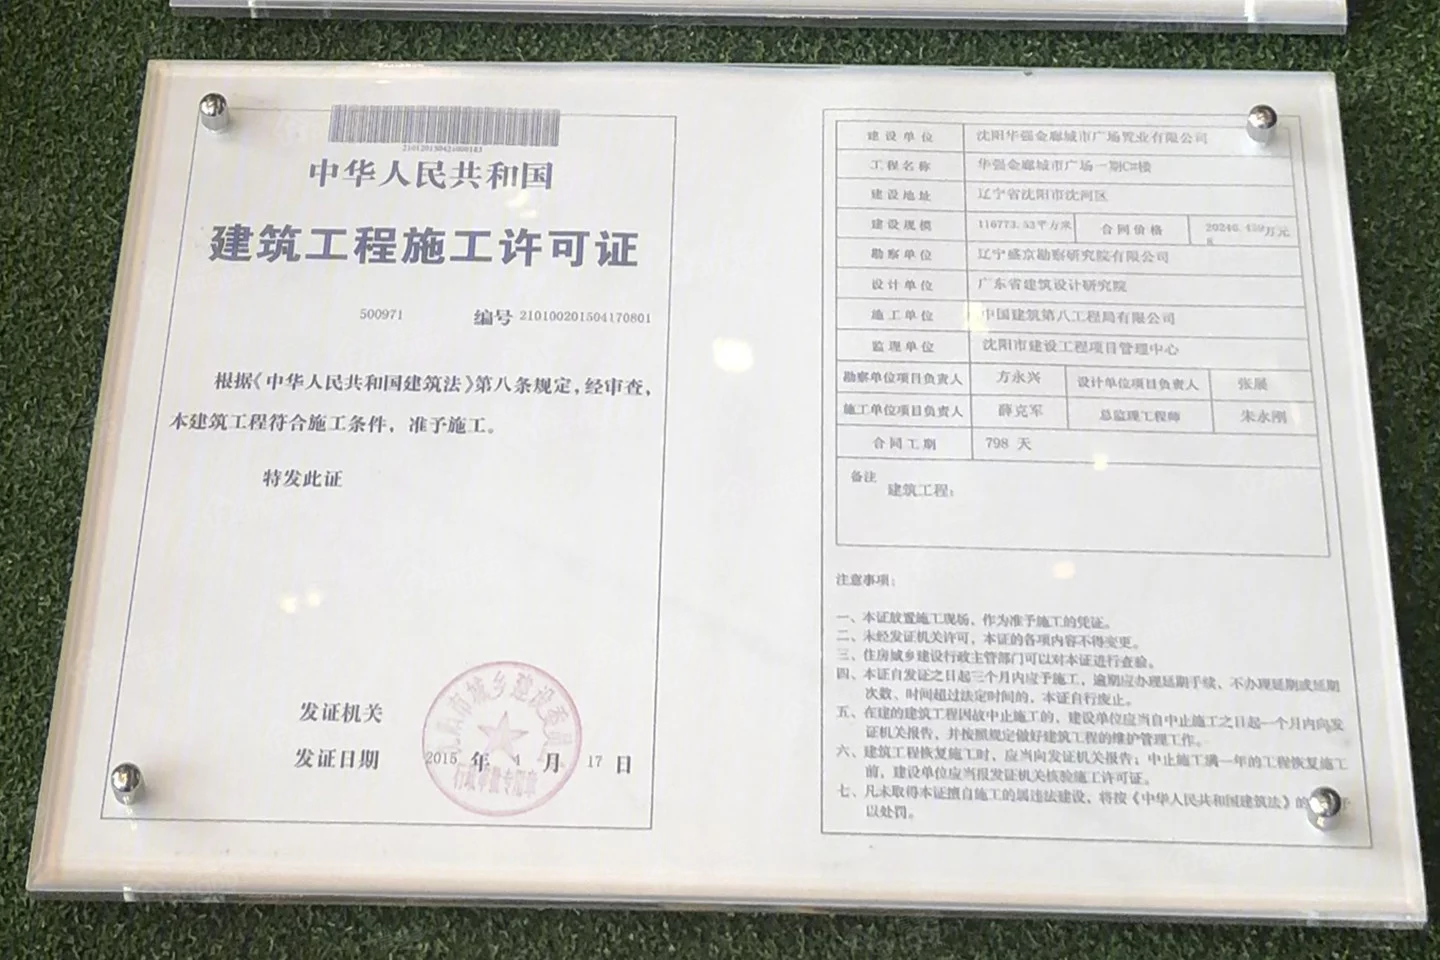 中华人民共和国
建筑工程施工许可证
500971 编号 210100201504170801
根据《中华人民共和国建筑法》第八条规定，经审查，
本建筑工程符合施工条件，准予施工。
特发此证
发证机关
发证日期 2015 年 4 月 17 日
沈阳市城乡建设委员会
行政审批专用章
建设单位 沈阳华强金廊城市广场置业有限公司
工程名称 华强金廊城市广场一期C#楼
建设地址 辽宁省沈阳市沈河区
建设规模 116773.53平方米 合同价格 万元
勘察单位 辽宁盛京勘察研究院有限公司
设计单位 广东省建筑设计研究院
施工单位 中国建筑第八工程局有限公司
监理单位 沈阳市建设工程项目管理中心
勘察单位项目负责人 方永兴 设计单位项目负责人 张展
施工单位项目负责人 薛克军 总监理工程师 朱永刚
合同工期 798 天
备注
建筑工程；
注意事项：
一、本证放置施工现场，作为准予施工的凭证。
二、未经发证机关许可，本证的各项内容不得变更。
三、住房城乡建设行政主管部门可以对本证进行查验。
四、本证自发证之日起三个月内应予施工，逾期应办理延期手续、不办理延期或延期
次数、时间超过法定时间的，本证自行废止。
五、在建的建筑工程因故中止施工的，建设单位应当自中止施工之日起一个月内向发
证机关报告、并按照规定做好建筑工程的维护管理工作。
六、建筑工程恢复施工时，应当向发证机关报告；中止施工满一年的工程恢复施工
前，建设单位应当报发证机关核验施工许可证。
七、凡未取得本证擅自施工的属违法建设，将按《中华人民共和国建筑法》的
以处罚。